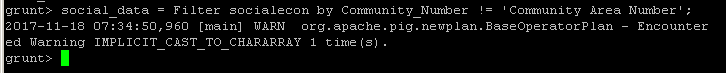 grunt> social_data = Filter socialecon by Community_Number != 'Community Area Number';
2017-11-18 07:34:50,960 [main] WARN  org.apache.pig.newplan.BaseOperatorPlan - Encounter
ed Warning IMPLICIT_CAST_TO_CHARARRAY 1 time(s).
grunt>